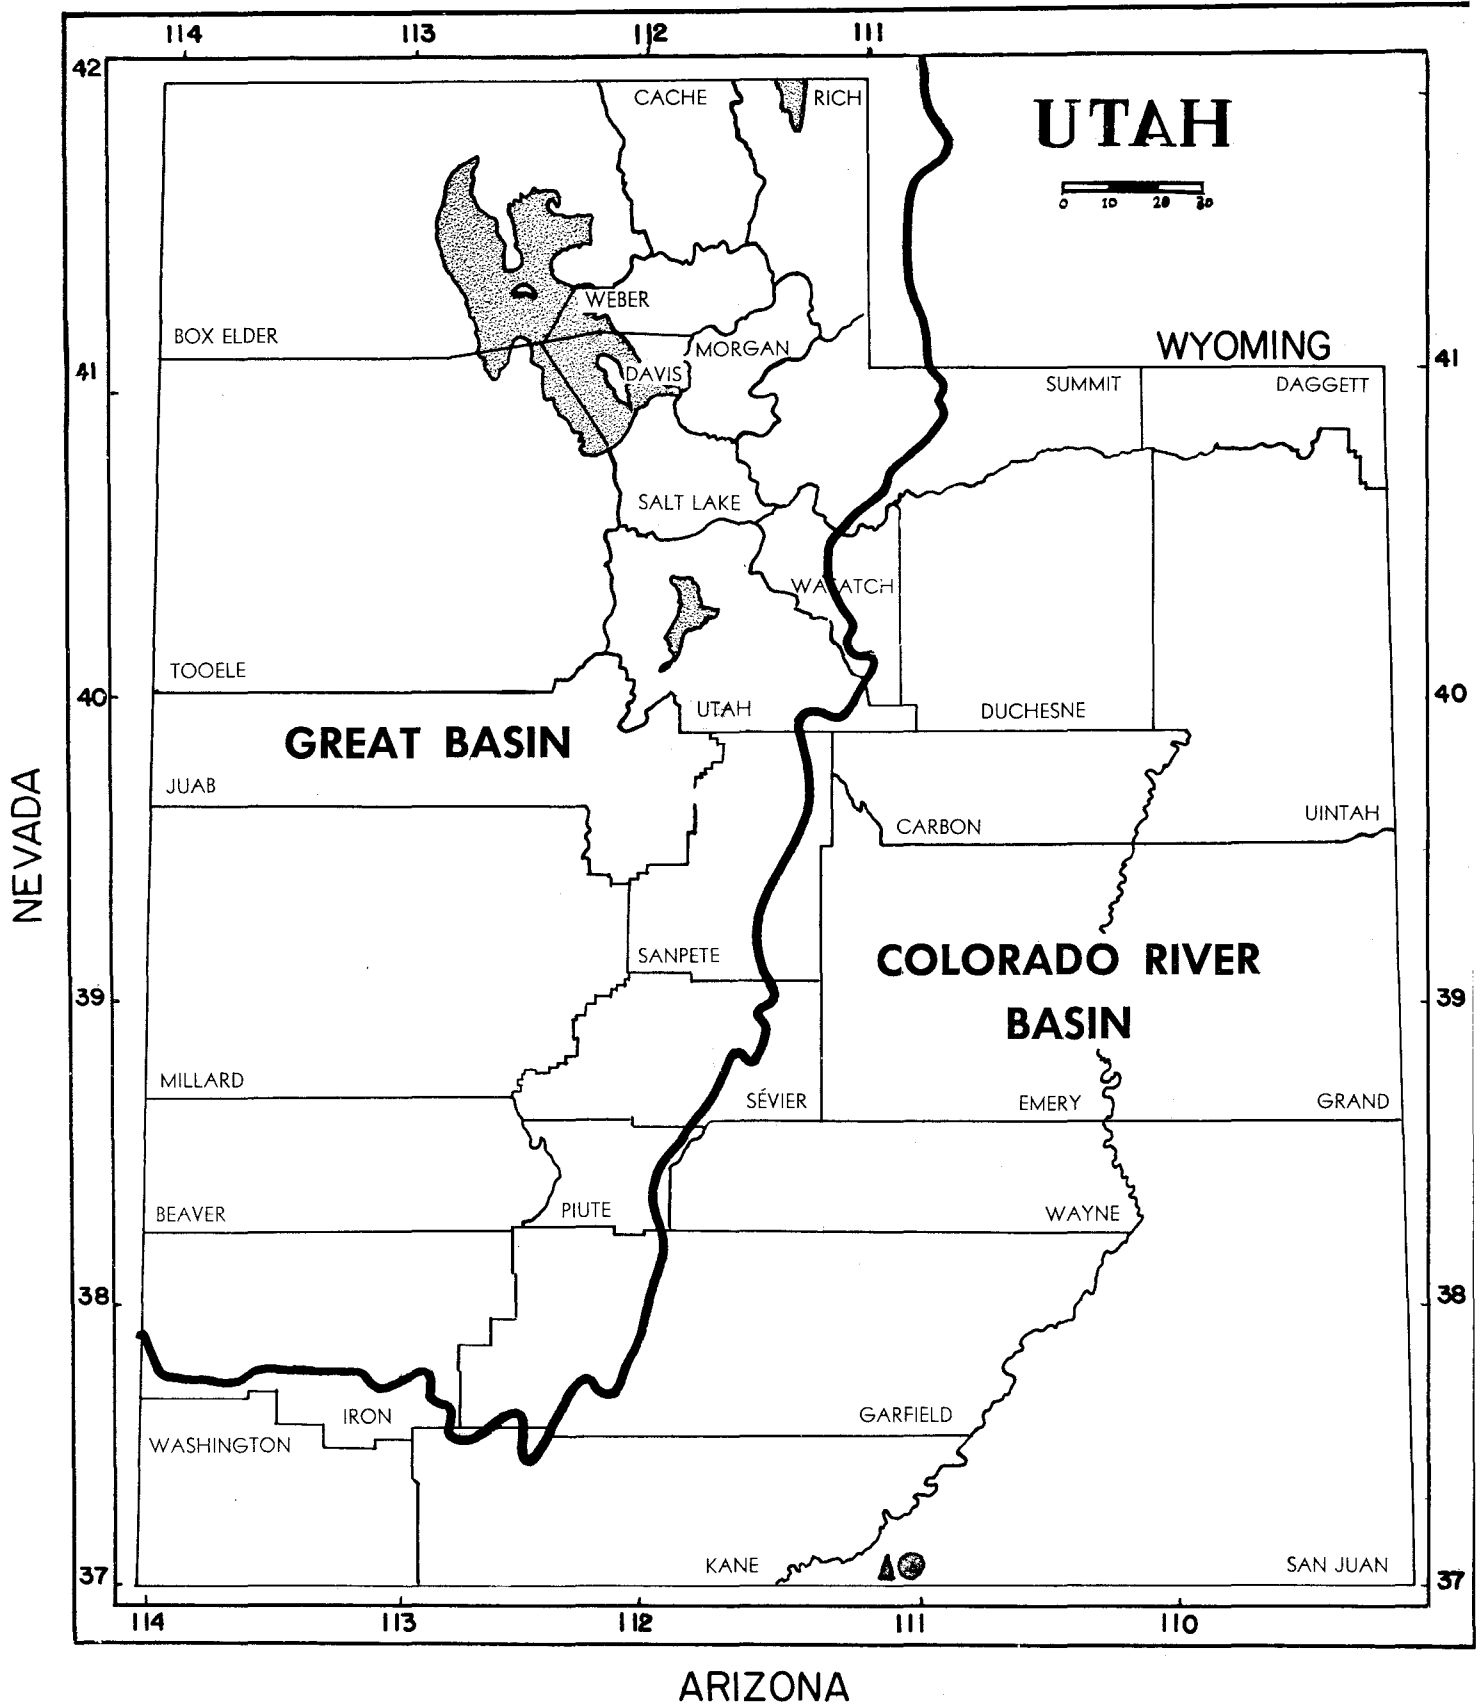 114 113 112 111
42
CACHE RICH
UTAH
0 10 20 30
WEBER
BOX ELDER
MORGAN
WYOMING
41 41
DAVIS
SUMMIT DAGGETT
SALT LAKE
WASATCH
TOOELE
40 40
UTAH DUCHESNE
GREAT BASIN
NEVADA
JUAB
CARBON UINTAH
SANPETE
COLORADO RIVER
BASIN
39 39
MILLARD
SÉVIER EMERY GRAND
BEAVER PIUTE WAYNE
38 38
IRON GARFIELD
WASHINGTON
KANE SAN JUAN
37 37
114 113 112 111 110
ARIZONA